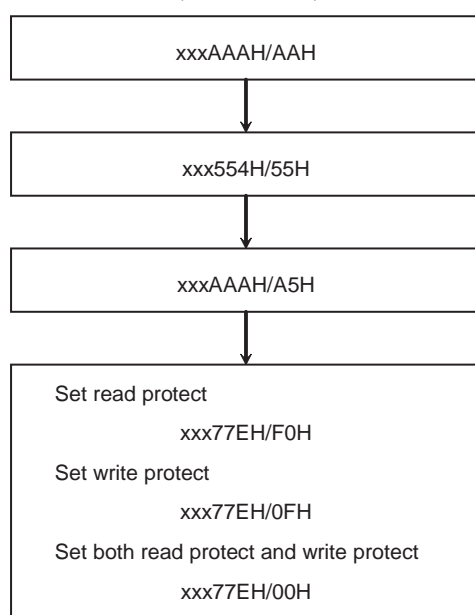 xxxAAAH/AAH
xxx554H/55H
xxxAAAH/A5H
Set read protect
xxx77EH/F0H
Set write protect
xxx77EH/0FH
Set both read protect and write protect
xxx77EH/00H